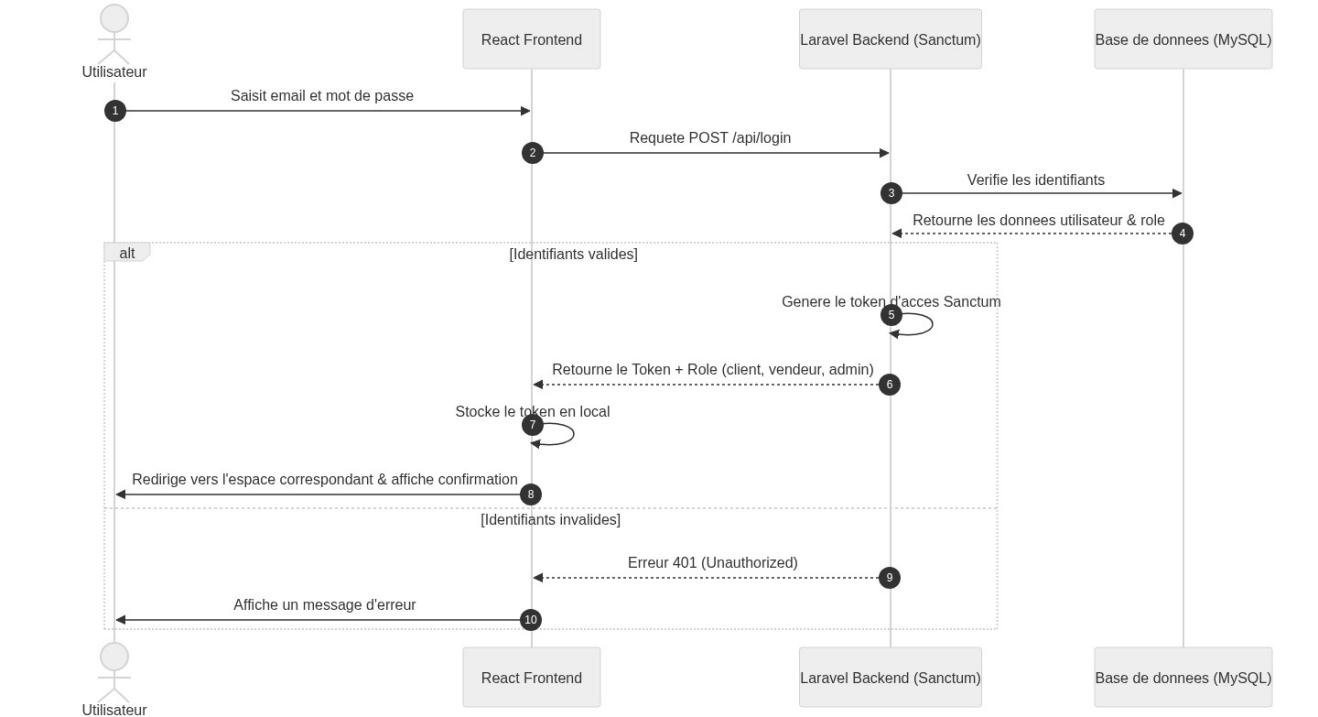 Utilisateur
React Frontend
Laravel Backend (Sanctum)
Base de donnees (MySQL)
Saisit email et mot de passe
1
Requete POST /api/login
2
Verifie les identifiants
3
Retourne les donnees utilisateur & role
4
alt
[Identifiants valides]
Genere le token d'acces Sanctum
5
Retourne le Token + Role (client, vendeur, admin)
6
Stocke le token en local
7
Redirige vers l'espace correspondant & affiche confirmation
8
[Identifiants invalides]
Erreur 401 (Unauthorized)
9
Affiche un message d'erreur
10
Utilisateur
React Frontend
Laravel Backend (Sanctum)
Base de donnees (MySQL)